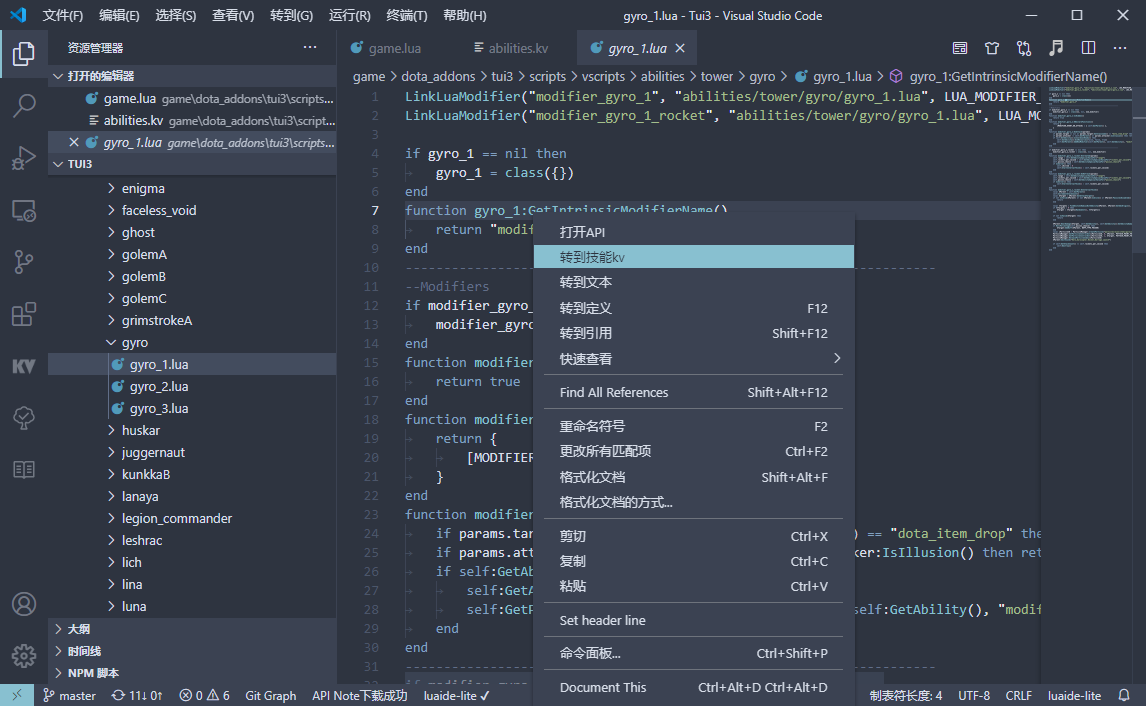 文件(F) 编辑(E) 选择(S) 查看(V) 转到(G) 运行(R) 终端(T) 帮助(H) gyro_1.lua - Tui3 - Visual Studio Code
资源管理器
打开的编辑器
game.lua game\dota_addons\tui3\scripts...
abilities.kv game\dota_addons\tui3\script...
gyro_1.lua game\dota_addons\tui3\scripts...
TUI3
enigma
faceless_void
ghost
golemA
golemB
golemC
grimstrokeA
gyro
gyro_1.lua
gyro_2.lua
gyro_3.lua
huskar
juggernaut
kunkkaB
lanaya
legion_commander
leshrac
lich
lina
luna
大纲
时间线
NPM 脚本
KV
game.lua abilities.kv gyro_1.lua
game > dota_addons > tui3 > scripts > vscripts > abilities > tower > gyro > gyro_1.lua > gyro_1:GetIntrinsicModifierName()
1 LinkLuaModifier("modifier_gyro_1", "abilities/tower/gyro/gyro_1.lua", LUA_MODIFIER_
2 LinkLuaModifier("modifier_gyro_1_rocket", "abilities/tower/gyro/gyro_1.lua", LUA_MO
3
4 if gyro_1 == nil then
5 gyro_1 = class({})
6 end
7 function gyro_1:GetIntrinsicModifierName()
8 return "modif
9 end
10 --------------------------------------------------------------------
11 --Modifiers
12 if modifier_gyro_
13 modifier_gyro
14 end
15 function modifier
16 return true
17 end
18 function modifier
19 return {
20 [MODIFIER
21 }
22 end
23 function modifier
24 if params.tar ) == "dota_item_drop" the
25 if params.att ker:IsIllusion() then ret
26 if self:GetAb
27 self:GetA
28 self:GetP self:GetAbility(), "modif
29 end
30 end
31 --------------------------------------------------------------------
打开API
转到技能kv
转到文本
转到定义 F12
转到引用 Shift+F12
快速查看
Find All References Shift+Alt+F12
重命名符号 F2
更改所有匹配项 Ctrl+F2
格式化文档 Shift+Alt+F
格式化文档的方式...
剪切 Ctrl+X
复制 Ctrl+C
粘贴 Ctrl+V
Set header line
命令面板... Ctrl+Shift+P
Document This Ctrl+Alt+D Ctrl+Alt+D
master 11↓ 0↑ 0 6 Git Graph API Note下载成功 luaide-lite ✓ 制表符长度: 4 UTF-8 CRLF luaide-lite